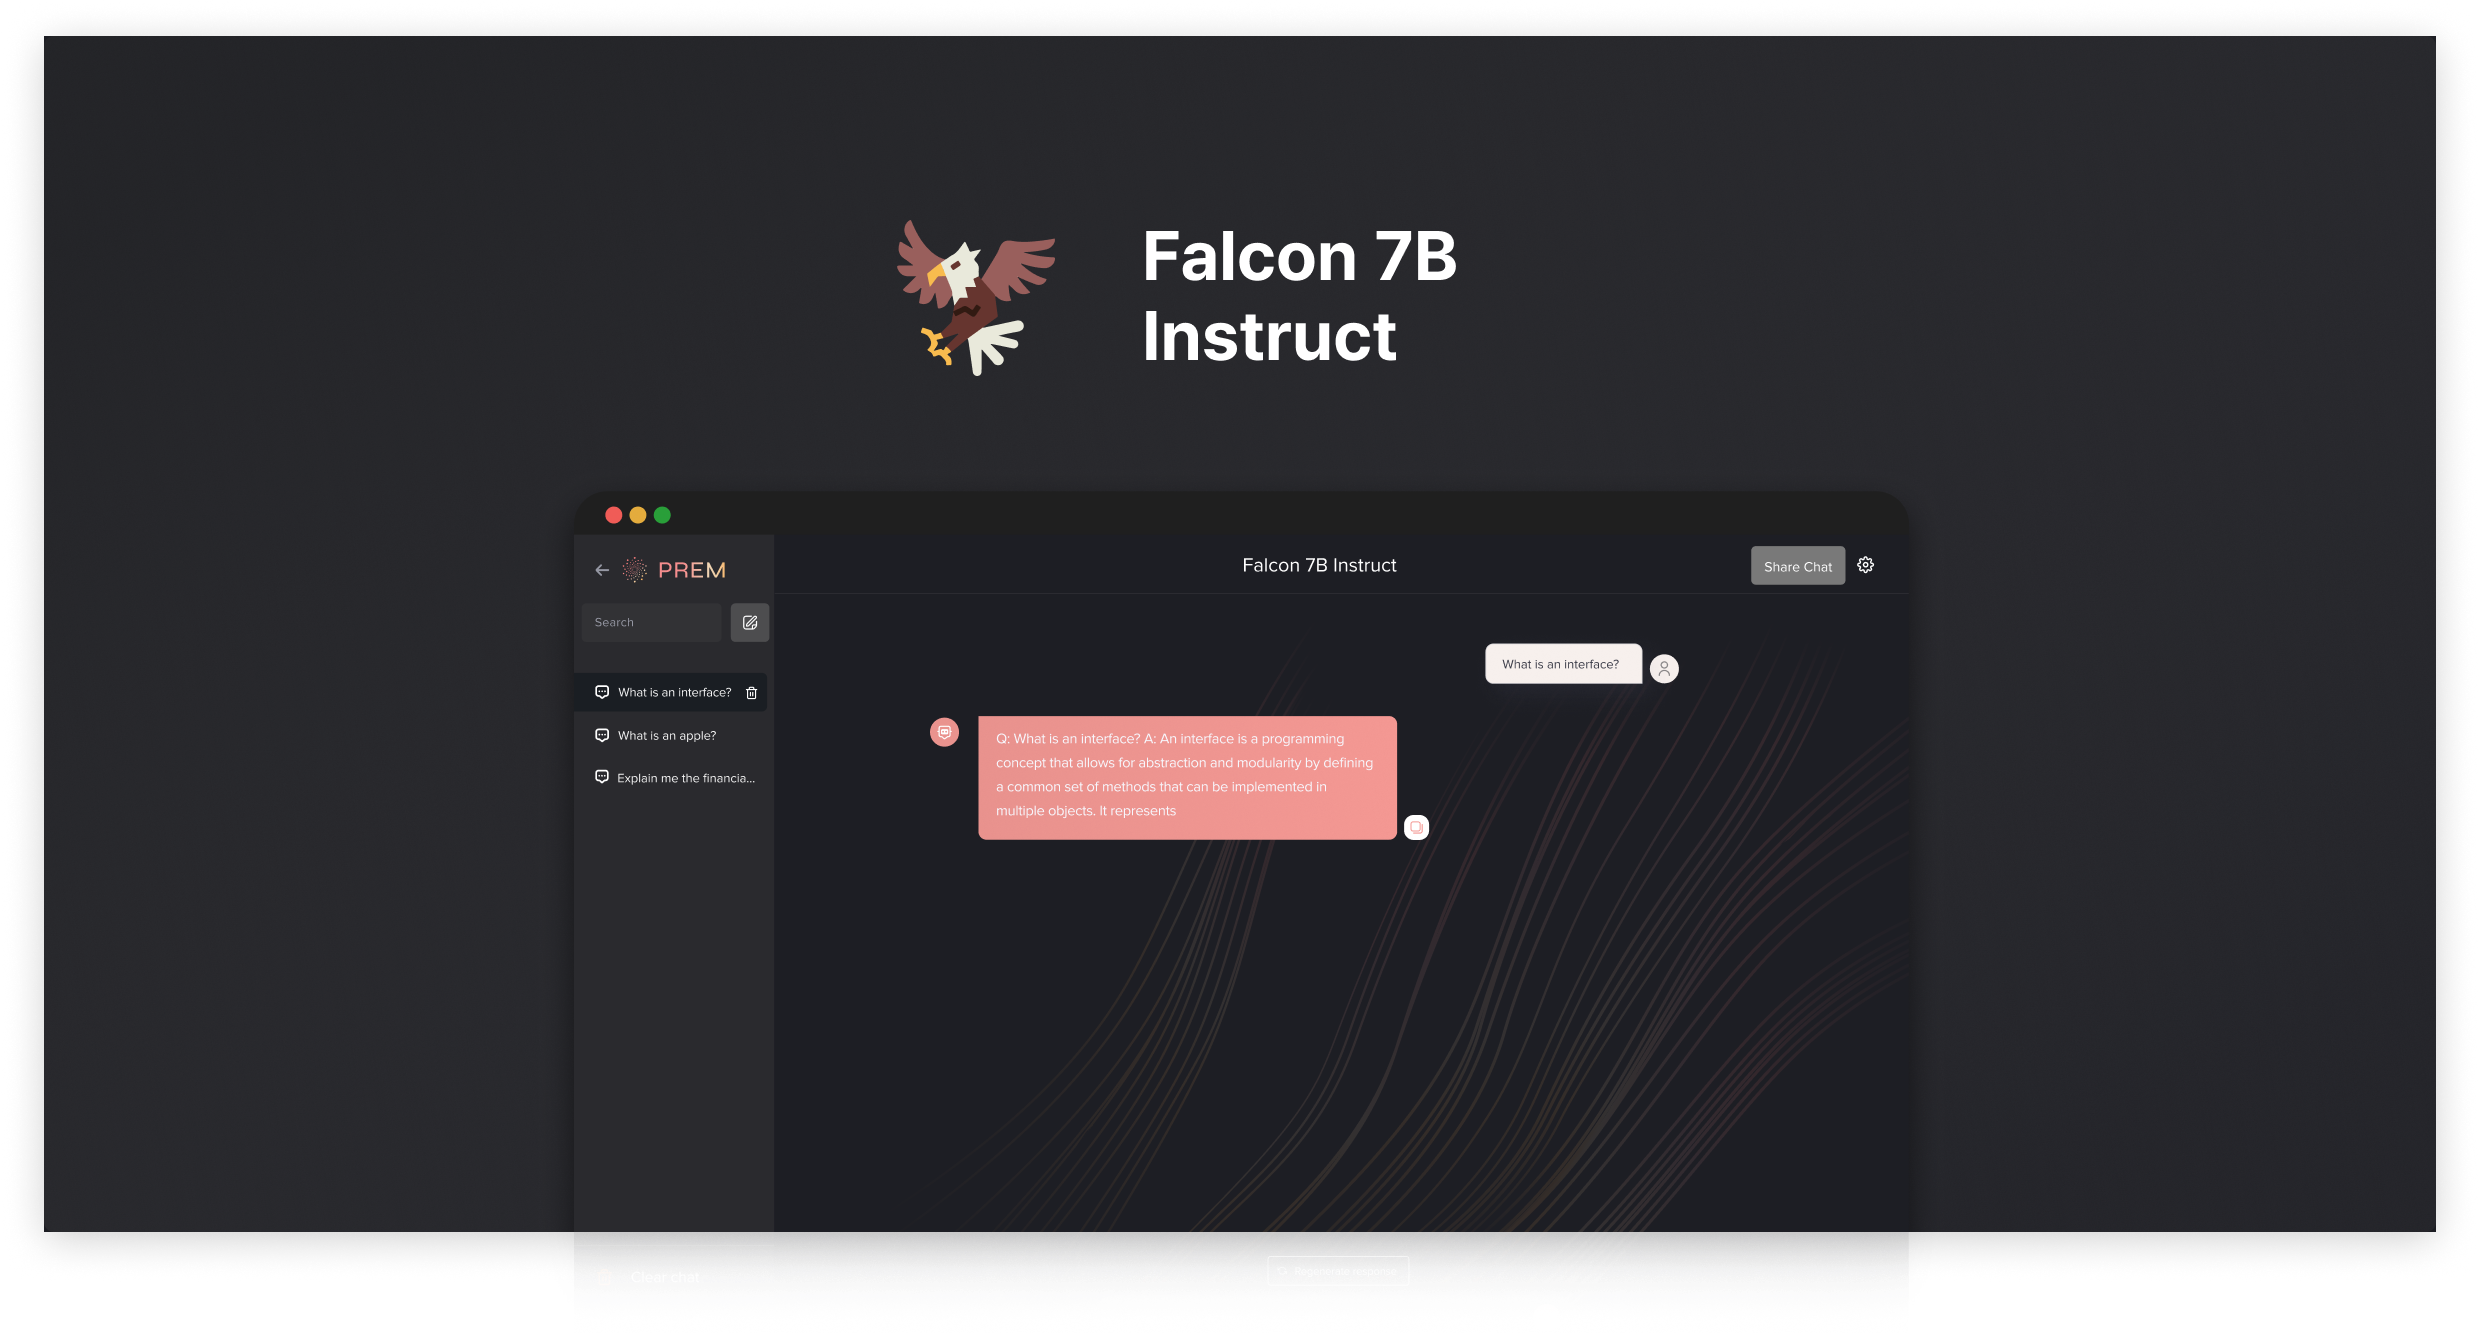 Falcon 7B
Instruct
PREM
Falcon 7B Instruct
Share Chat
Search
What is an interface?
What is an apple?
Explain me the financia...
What is an interface?
Q: What is an interface? A: An interface is a programming
concept that allows for abstraction and modularity by defining
a common set of methods that can be implemented in
multiple objects. It represents
Clear chat